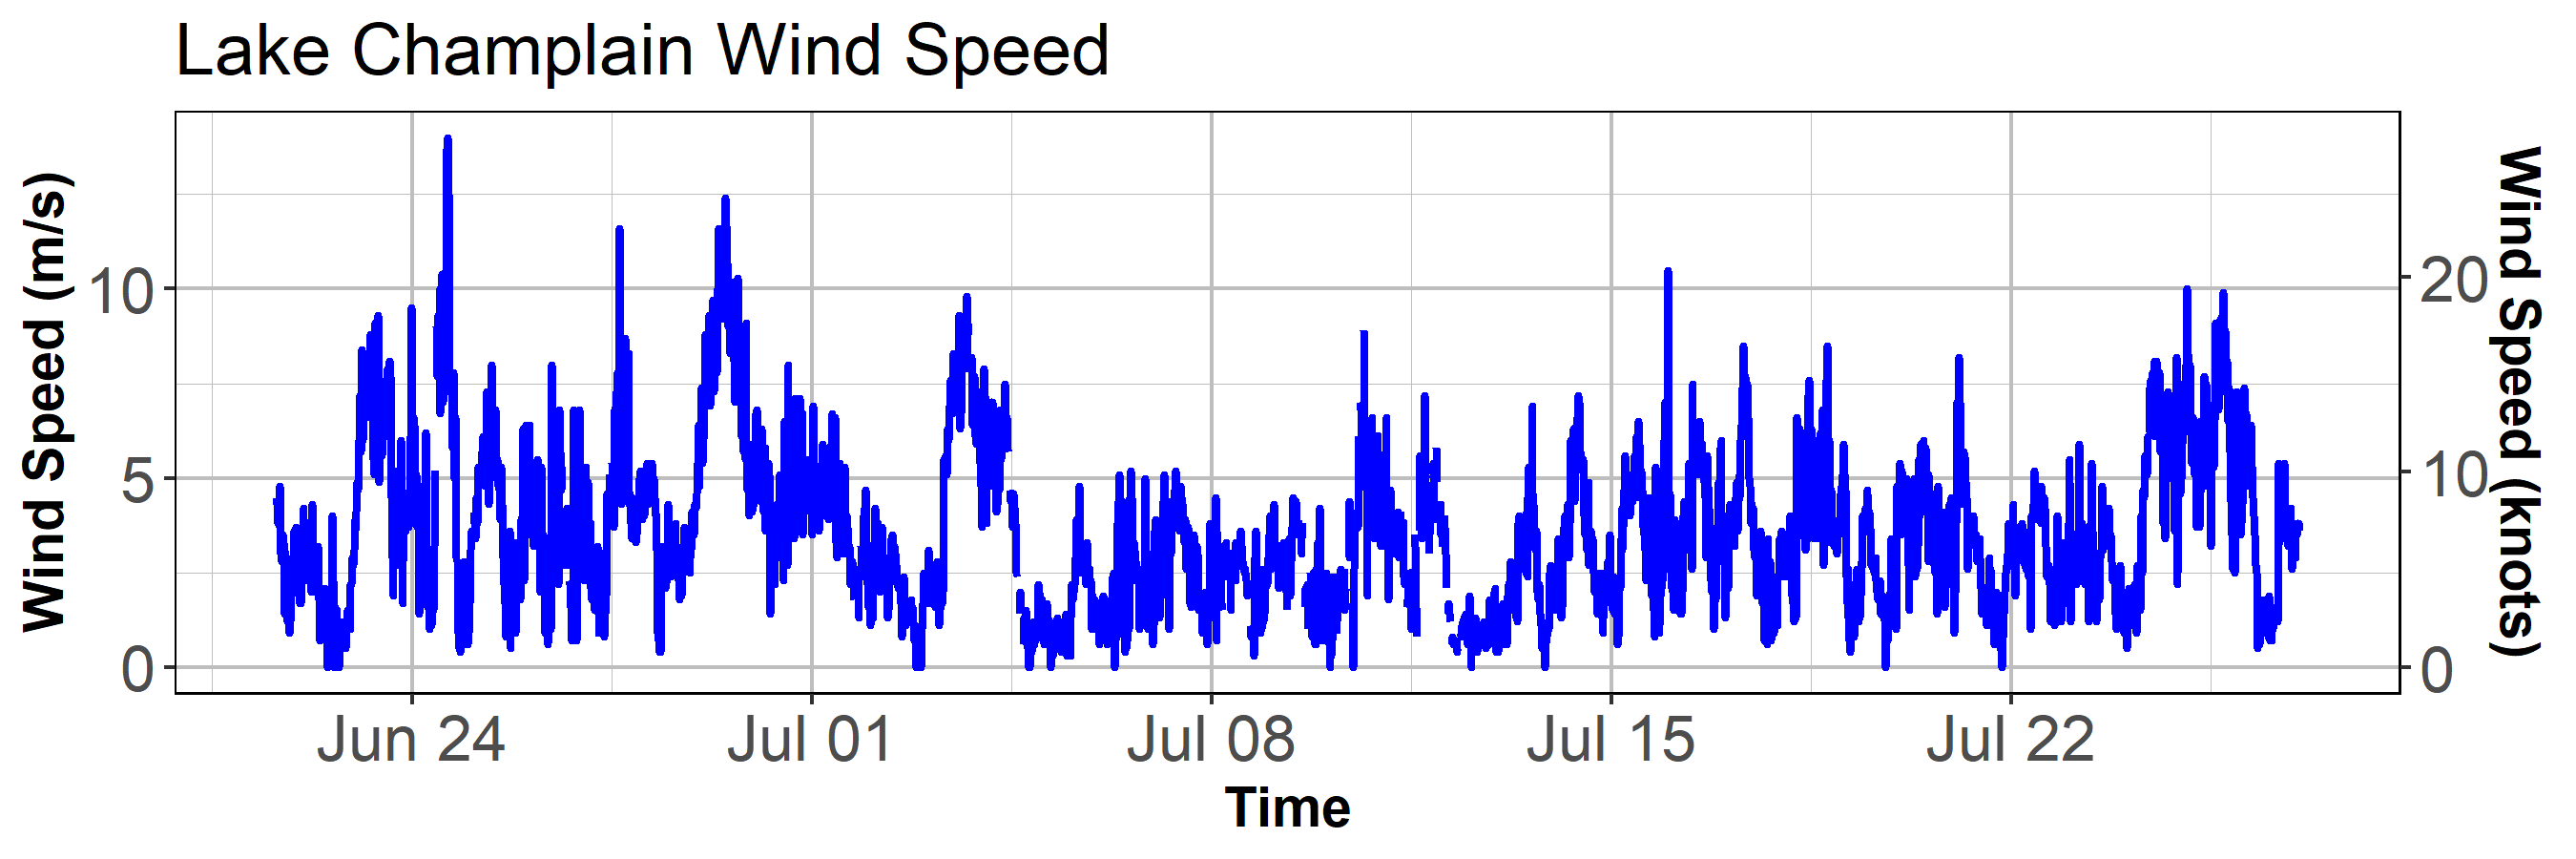 Lake Champlain Wind Speed
Wind Speed (m/s)
10
5
0
20
10
0
Wind Speed (knots)
Jun 24
Jul 01
Jul 08
Jul 15
Jul 22
Time